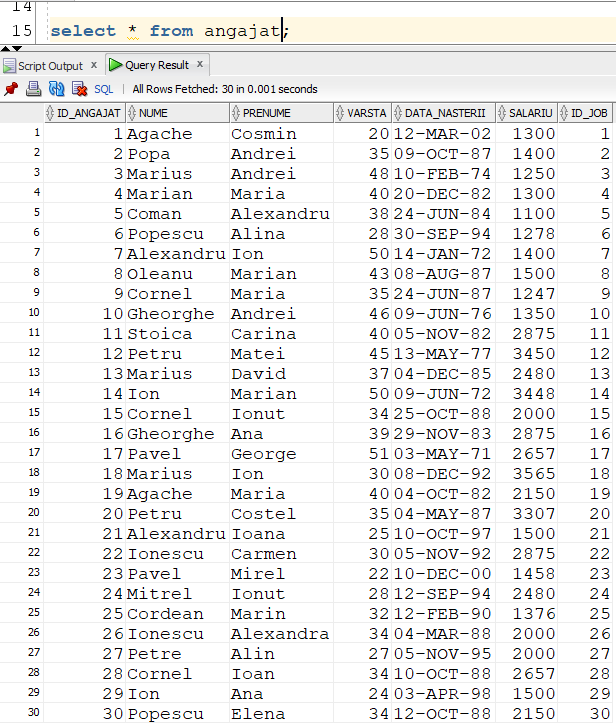 14
15 select * from angajat;
Script Output x Query Result x
SQL | All Rows Fetched: 30 in 0.001 seconds
ID_ANGAJAT NUME PRENUME VARSTA DATA_NASTERII SALARIU ID_JOB
1 1 Agache Cosmin 20 12-MAR-02 1300 1
2 2 Popa Andrei 35 09-OCT-87 1400 2
3 3 Marius Andrei 48 10-FEB-74 1250 3
4 4 Marian Maria 40 20-DEC-82 1300 4
5 5 Coman Alexandru 38 24-JUN-84 1100 5
6 6 Popescu Alina 28 30-SEP-94 1278 6
7 7 Alexandru Ion 50 14-JAN-72 1400 7
8 8 Oleanu Marian 43 08-AUG-87 1500 8
9 9 Cornel Maria 35 24-JUN-87 1247 9
10 10 Gheorghe Andrei 46 09-JUN-76 1350 10
11 11 Stoica Carina 40 05-NOV-82 2875 11
12 12 Petru Matei 45 13-MAY-77 3450 12
13 13 Marius David 37 04-DEC-85 2480 13
14 14 Ion Marian 50 09-JUN-72 3448 14
15 15 Cornel Ionut 34 25-OCT-88 2000 15
16 16 Gheorghe Ana 39 29-NOV-83 2875 16
17 17 Pavel George 51 03-MAY-71 2657 17
18 18 Marius Ion 30 08-DEC-92 3565 18
19 19 Agache Maria 40 04-OCT-82 2150 19
20 20 Petru Costel 35 04-MAY-87 3307 20
21 21 Alexandru Ioana 25 10-OCT-97 1500 21
22 22 Ionescu Carmen 30 05-NOV-92 2875 22
23 23 Pavel Mirel 22 10-DEC-00 1458 23
24 24 Mitrel Ionut 28 12-SEP-94 2480 24
25 25 Cordean Marin 32 12-FEB-90 1376 25
26 26 Ionescu Alexandra 34 04-MAR-88 2000 26
27 27 Petre Alin 27 05-NOV-95 2000 27
28 28 Cornel Ioan 34 10-OCT-88 2657 28
29 29 Ion Ana 24 03-APR-98 1500 29
30 30 Popescu Elena 34 12-OCT-88 2150 30